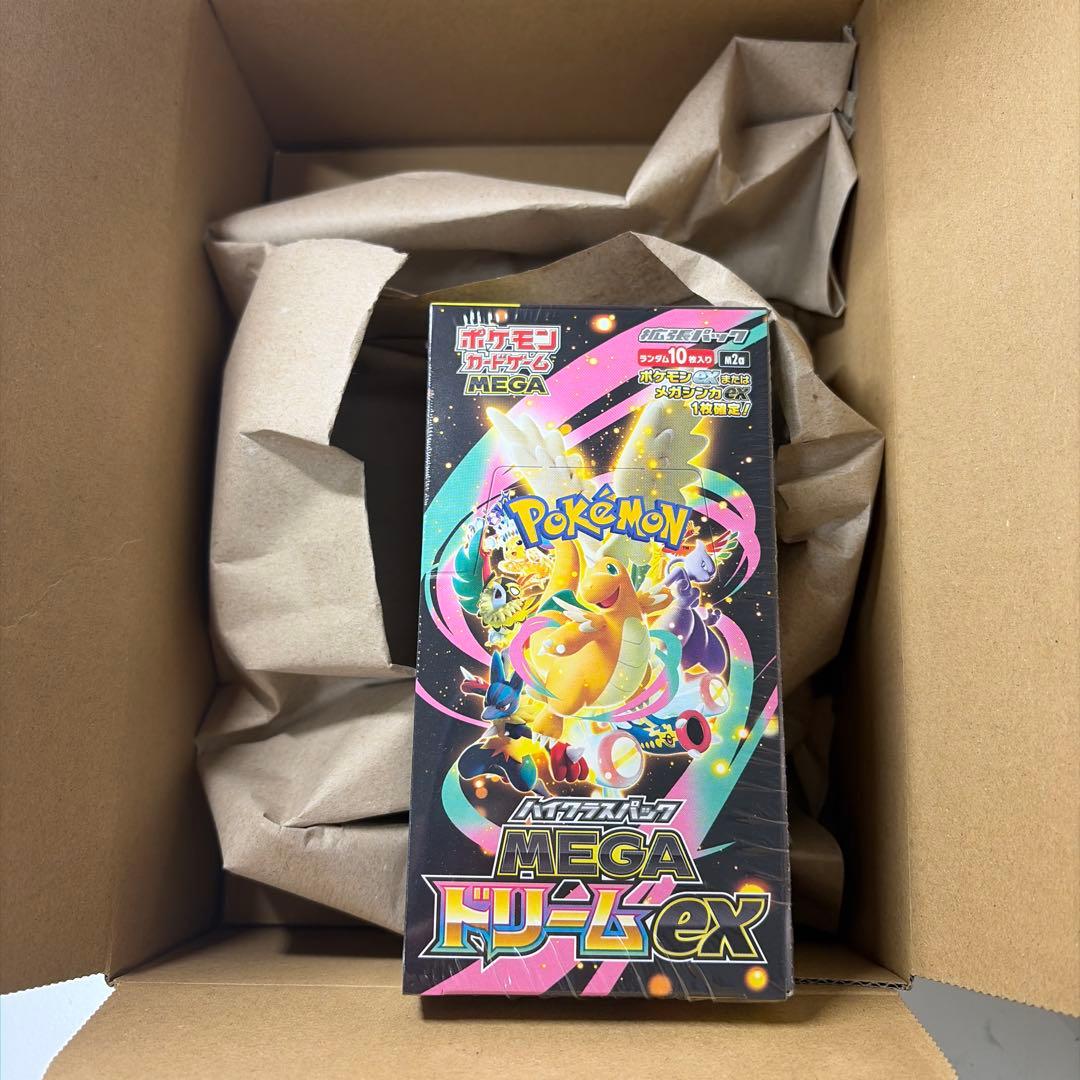 ポケモン
カードゲーム
MEGA
拡張パック
ランダム10枚入り M2a
ポケモンexまたは
メガシンカex
1枚確定!
POKÉMON
TM
ハイクラスパック
MEGA
ドリームex